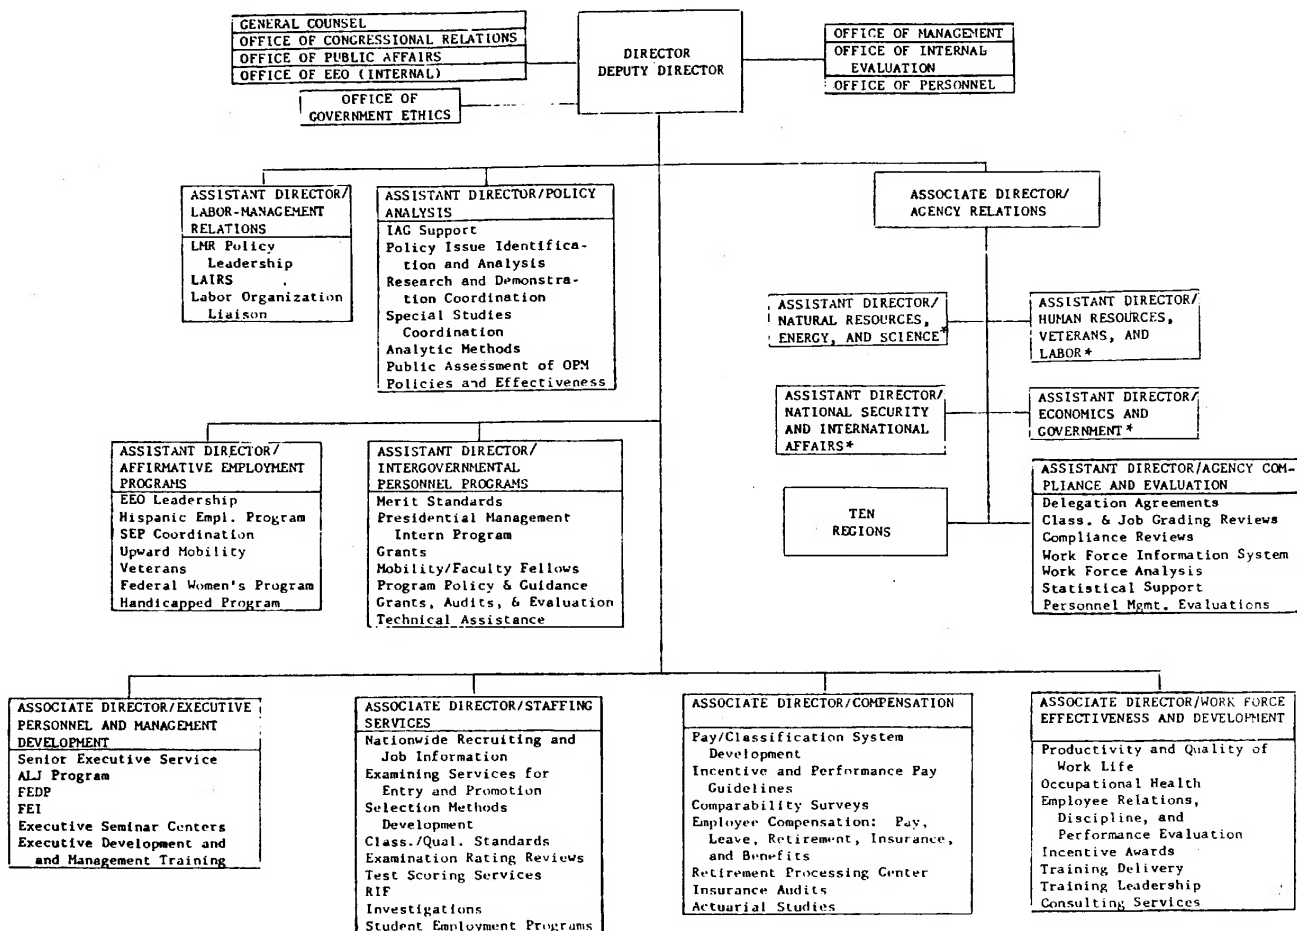 GENERAL COUNSEL
OFFICE OF CONGRESSIONAL RELATIONS
OFFICE OF PUBLIC AFFAIRS
OFFICE OF EEO (INTERNAL)
OFFICE OF
GOVERNMENT ETHICS
DIRECTOR
DEPUTY DIRECTOR
OFFICE OF MANAGEMENT
OFFICE OF INTERNAL
EVALUATION
OFFICE OF PERSONNEL
ASSISTANT DIRECTOR/
LABOR-MANAGEMENT
RELATIONS
LMR Policy
Leadership
LAIRS
Labor Organization
Liaison
ASSISTANT DIRECTOR/POLICY
ANALYSIS
IAG Support
Policy Issue Identifica-
tion and Analysis
Research and Demonstra-
tion Coordination
Special Studies
Coordination
Analytic Methods
Public Assessment of OPM
Policies and Effectiveness
ASSOCIATE DIRECTOR/
AGENCY RELATIONS
ASSISTANT DIRECTOR/
NATURAL RESOURCES,
ENERGY, AND SCIENCE*
ASSISTANT DIRECTOR/
HUMAN RESOURCES,
VETERANS, AND
LABOR*
ASSISTANT DIRECTOR/
NATIONAL SECURITY
AND INTERNATIONAL
AFFAIRS*
ASSISTANT DIRECTOR/
ECONOMICS AND
GOVERNMENT*
TEN
REGIONS
ASSISTANT DIRECTOR/AGENCY COM-
PLIANCE AND EVALUATION
Delegation Agreements
Class. & Job Grading Reviews
Compliance Reviews
Work Force Information System
Work Force Analysis
Statistical Support
Personnel Mgmt. Evaluations
ASSISTANT DIRECTOR/
AFFIRMATIVE EMPLOYMENT
PROGRAMS
EEO Leadership
Hispanic Empl. Program
SEP Coordination
Upward Mobility
Veterans
Federal Women's Program
Handicapped Program
ASSISTANT DIRECTOR/
INTERGOVERNMENTAL
PERSONNEL PROGRAMS
Merit Standards
Presidential Management
Intern Program
Grants
Mobility/Faculty Fellows
Program Policy & Guidance
Grants, Audits, & Evaluation
Technical Assistance
ASSOCIATE DIRECTOR/EXECUTIVE
PERSONNEL AND MANAGEMENT
DEVELOPMENT
Senior Executive Service
ALJ Program
FEDP
FEI
Executive Seminar Centers
Executive Development and
and Management Training
ASSOCIATE DIRECTOR/STAFFING
SERVICES
Nationwide Recruiting and
Job Information
Examining Services for
Entry and Promotion
Selection Methods
Development
Class./Qual. Standards
Examination Rating Reviews
Test Scoring Services
RIF
Investigations
Student Employment Programs
ASSOCIATE DIRECTOR/COMPENSATION
Pay/Classification System
Development
Incentive and Performance Pay
Guidelines
Comparability Surveys
Employee Compensation: Pay,
Leave, Retirement, Insurance,
and Benefits
Retirement Processing Center
Insurance Audits
Actuarial Studies
ASSOCIATE DIRECTOR/WORK FORCE
EFFECTIVENESS AND DEVELOPMENT
Productivity and Quality of
Work Life
Occupational Health
Employee Relations,
Discipline, and
Performance Evaluation
Incentive Awards
Training Delivery
Training Leadership
Consulting Services